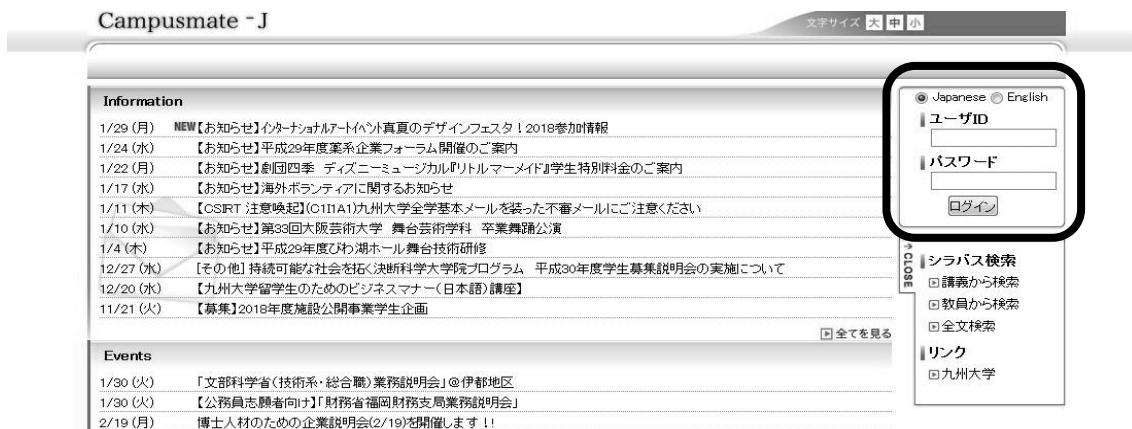 Campusmate - J
文字サイズ 大 中 小
Information
1/29 (月) NEW【お知らせ】インターナショナルアートイベント真夏のデザインフェスタ!2018参加情報
1/24 (水) 【お知らせ】平成29年度薬系企業フォーラム開催のご案内
1/22 (月) 【お知らせ】劇団四季 ディズニーミュージカル『リトルマーメイド』学生特別料金のご案内
1/17 (水) 【お知らせ】海外ボランティアに関するお知らせ
1/11 (木) 【CSIRT 注意喚起】(C1I1A1)九州大学全学基本メールを装った不審メールにご注意ください
1/10 (水) 【お知らせ】第33回大阪芸術大学 舞台芸術学科 卒業舞踊公演
1/4 (木) 【お知らせ】平成29年度びわ湖ホール舞台技術研修
12/27 (水) [その他] 持続可能な社会を拓く決断科学大学院プログラム 平成30年度学生募集説明会の実施について
12/20 (水) 【九州大学留学生のためのビジネスマナー(日本語)講座】
11/21 (火) 【募集】2018年度施設公開事業学生企画
全てを見る
Events
1/30 (火) 「文部科学省(技術系・総合職)業務説明会」@伊都地区
1/30 (火) 【公務員志願者向け】「財務省福岡財務支局業務説明会」
2/19 (月) 博士人材のための企業説明会(2/19)を開催します!!
Japanese English
ユーザID
パスワード
ログイン
CLOSE
シラバス検索
講義から検索
教員から検索
全文検索
リンク
九州大学